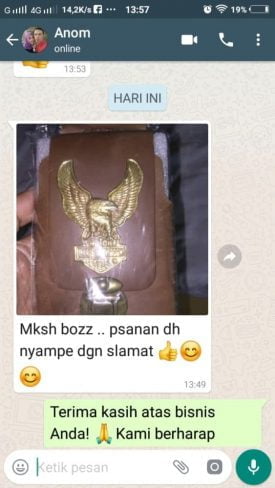 G 4G 14,2K/s 13:57 19%
Anom
online
13:53
HARI INI
Mksh bozz .. psanan dh
nyampe dgn slamat
13:49
Terima kasih atas bisnis
Anda! Kami berharap
Ketik pesan